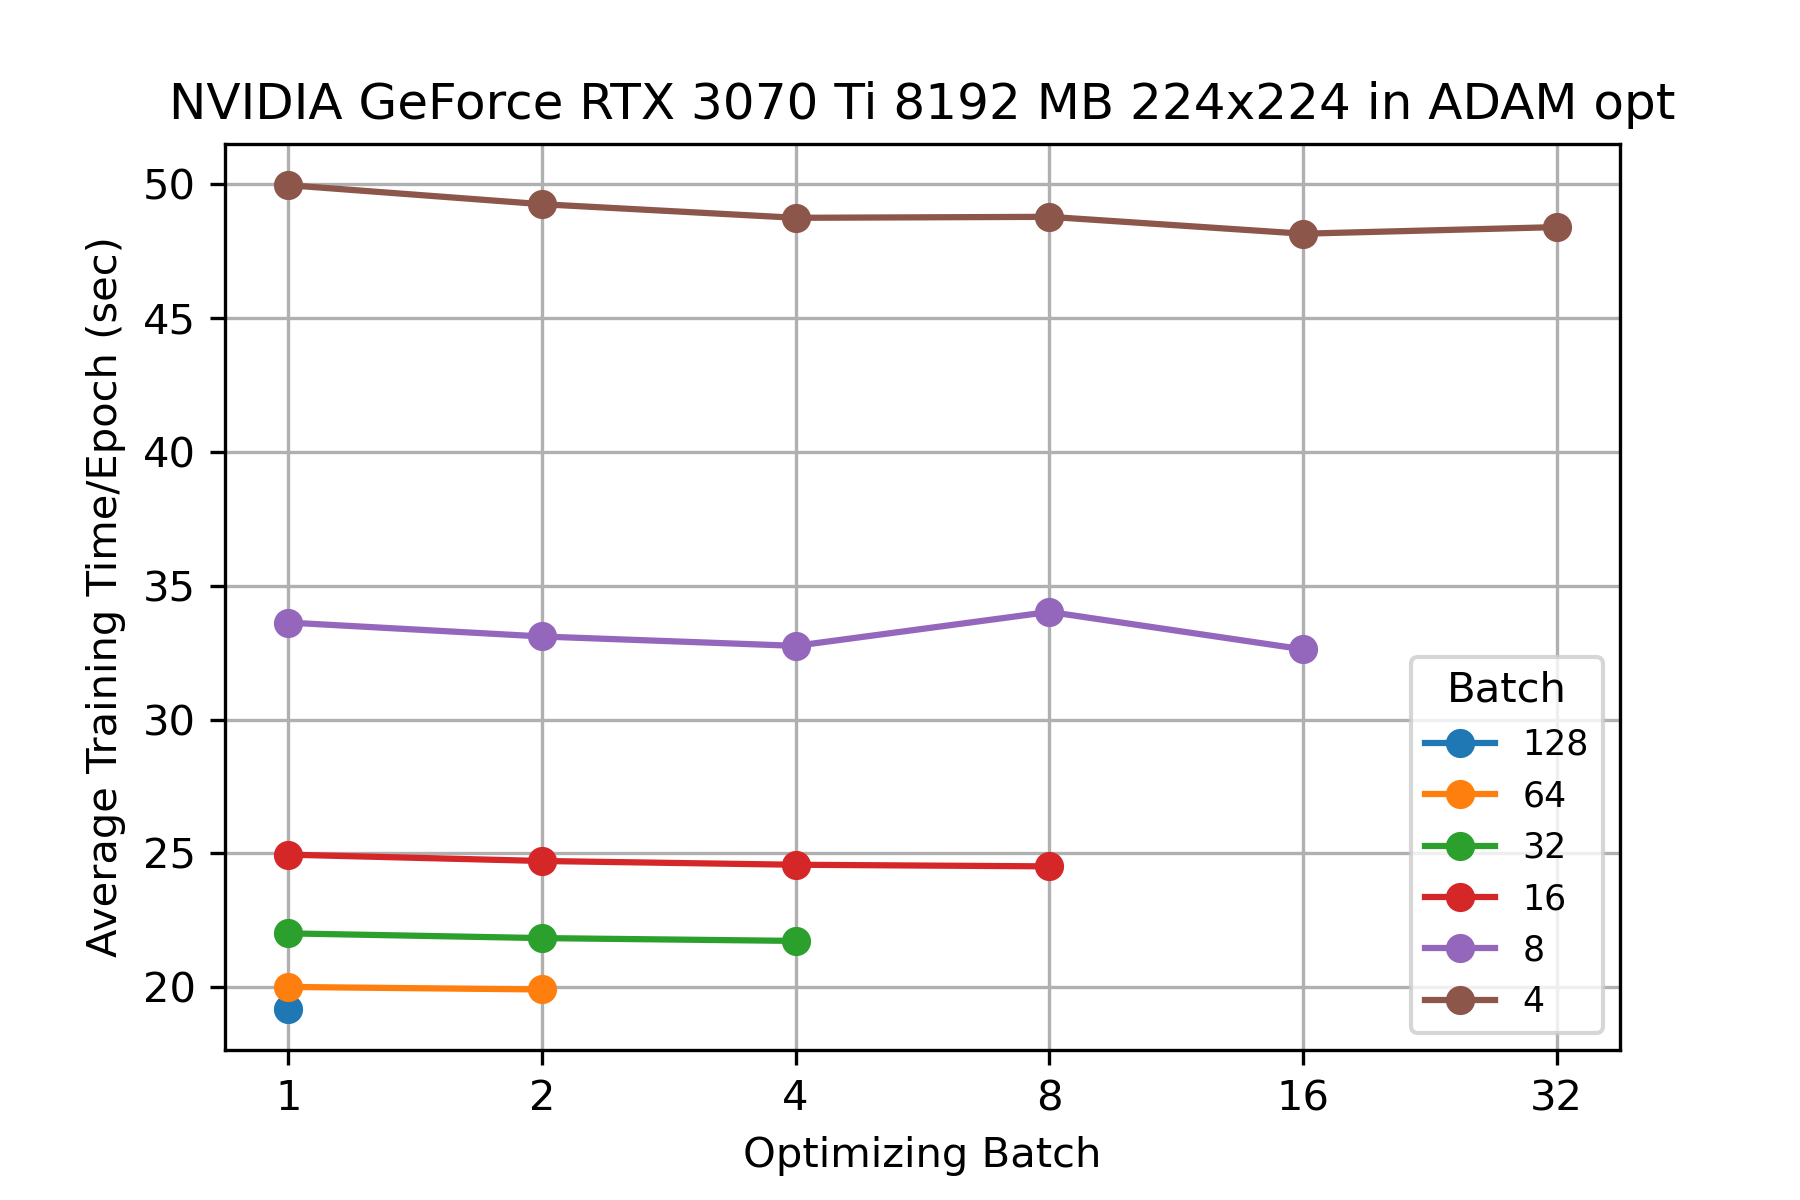 NVIDIA GeForce RTX 3070 Ti 8192 MB 224x224 in ADAM opt
Average Training Time/Epoch (sec)
50
45
40
35
30
25
20
Batch
128
64
32
16
8
4
1 2 4 8 16 32
Optimizing Batch